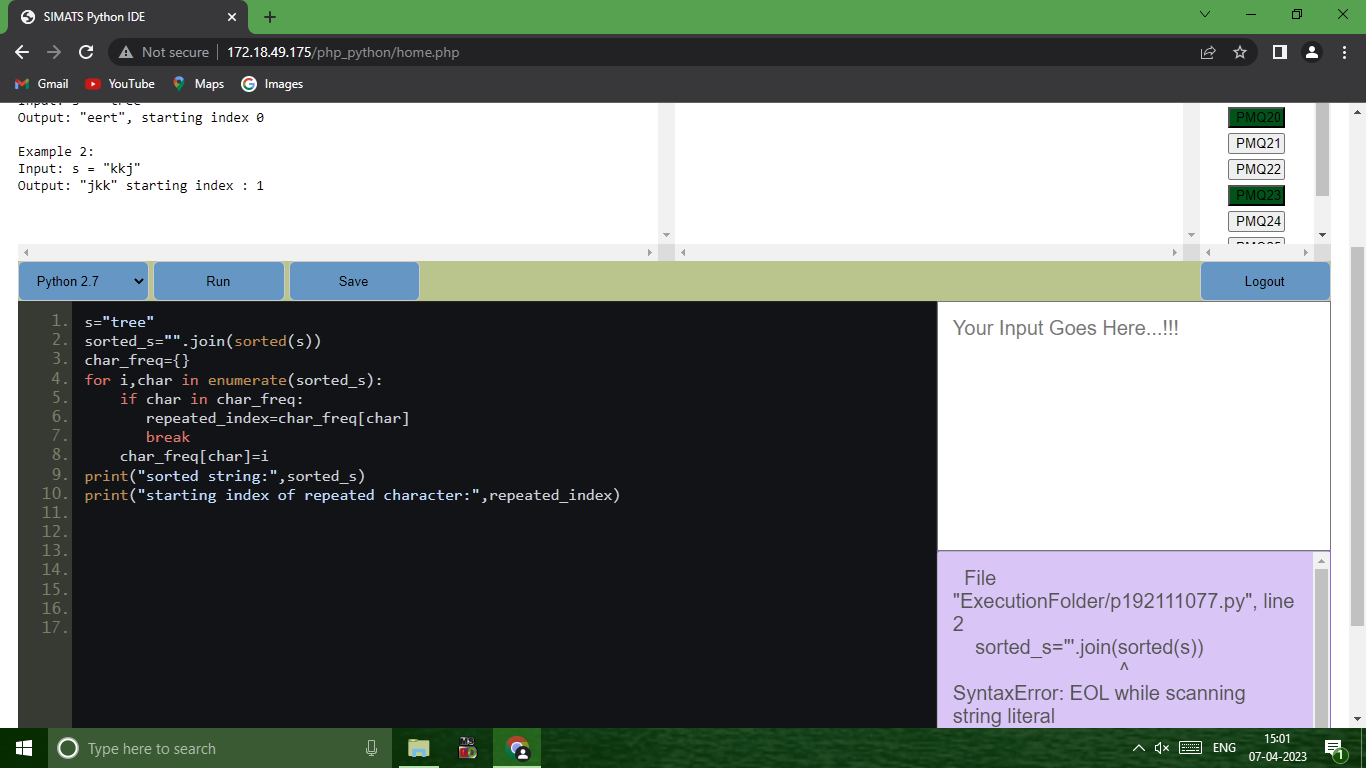 SIMATS Python IDE
Not secure 172.18.49.175/php_python/home.php
Gmail YouTube Maps Images
Output: "eert", starting index 0
Example 2:
Input: s = "kkj"
Output: "jkk" starting index : 1
PMQ20
PMQ21
PMQ22
PMQ23
PMQ24
Python 2.7 Run Save Logout
1. s="tree"
2. sorted_s="".join(sorted(s))
3. char_freq={}
4. for i,char in enumerate(sorted_s):
5. if char in char_freq:
6. repeated_index=char_freq[char]
7. break
8. char_freq[char]=i
9. print("sorted string:",sorted_s)
10. print("starting index of repeated character:",repeated_index)
11.
12.
13.
14.
15.
16.
17.
Your Input Goes Here...!!!
File
"ExecutionFolder/p192111077.py", line
2
sorted_s="'.join(sorted(s))
^
SyntaxError: EOL while scanning
string literal
Type here to search
ENG
15:01
07-04-2023
1